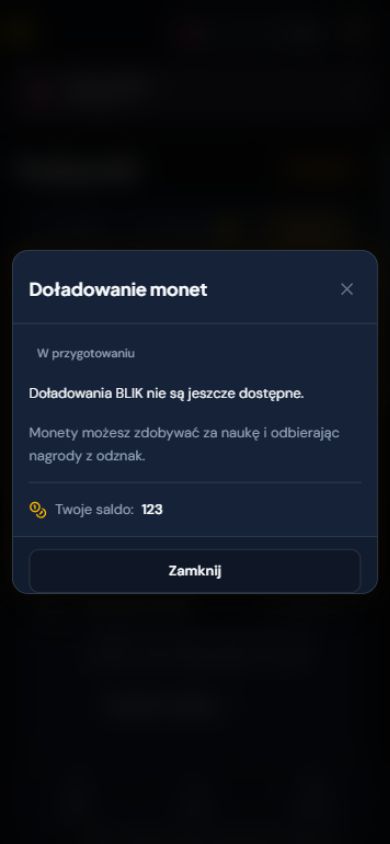 Doładowanie monet
W przygotowaniu
Doładowania BLIK nie są jeszcze dostępne.
Monety możesz zdobywać za naukę i odbierając
nagrody z odznak.
Twoje saldo: 123
Zamknij